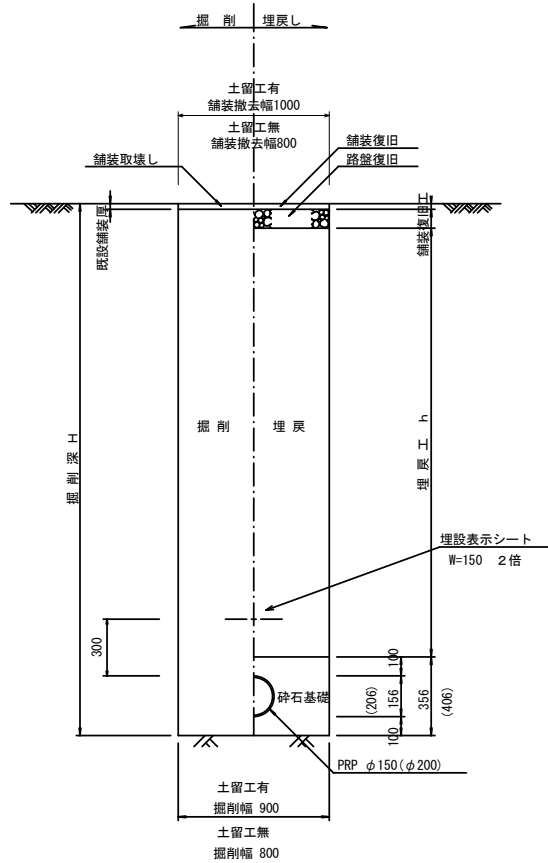 掘　削
埋戻し
土留工有
舗装撤去幅1000
土留工無
舗装撤去幅800
舗装取壊し
舗装復旧
路盤復旧
既設舗装厚
舗装復旧工
掘削深 H
掘 削
埋 戻
埋戻工 h
埋設表示シート
W=150　2倍
300
100
砕石基礎
(206)
156
356
(406)
100
PRP φ150(φ200)
土留工有
掘削幅 900
土留工無
掘削幅 800